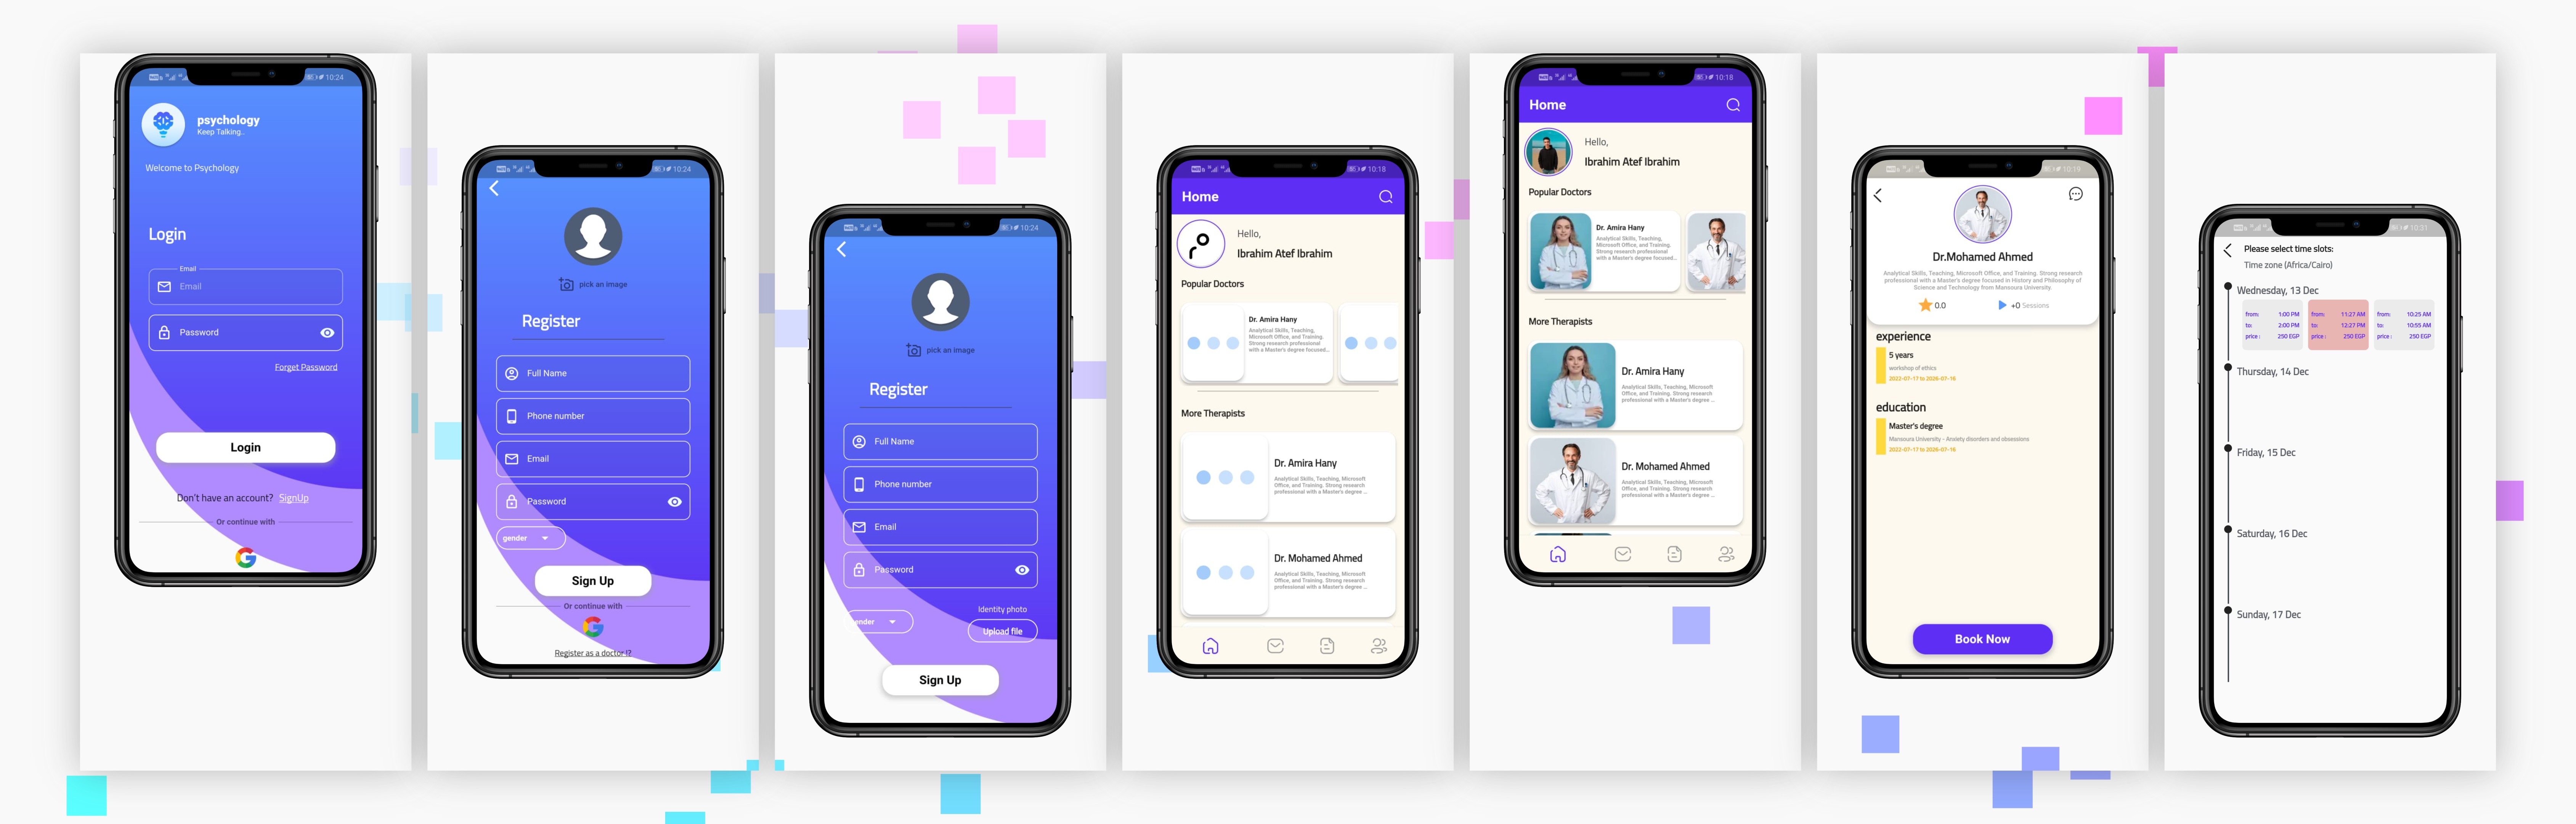 10:24
psychology
Keep Talking..
Welcome to Psychology
Login
Email
Email
Password
Forget Password
Login
Don't have an account? SignUp
Or continue with
10:24
pick an image
Register
Full Name
Phone number
Email
Password
gender
Sign Up
Or continue with
Register as a doctor !?
10:24
pick an image
Register
Full Name
Phone number
Email
Password
Identity photo
ender
Upload file
Sign Up
10:18
Home
Hello,
Ibrahim Atef Ibrahim
Popular Doctors
Dr. Amira Hany
Analytical Skills, Teaching,
Microsoft Office, and Training.
Strong research professional
with a Master's degree focused...
More Therapists
Dr. Amira Hany
Analytical Skills, Teaching, Microsoft
Office, and Training. Strong research
professional with a Master's degree ...
Dr. Mohamed Ahmed
Analytical Skills, Teaching, Microsoft
Office, and Training. Strong research
professional with a Master's degree ...
10:18
Home
Hello,
Ibrahim Atef Ibrahim
Popular Doctors
Dr. Amira Hany
Analytical Skills, Teaching,
Microsoft Office, and Training.
Strong research professional
with a Master's degree focused...
More Therapists
Dr. Amira Hany
Analytical Skills, Teaching, Microsoft
Office, and Training. Strong research
professional with a Master's degree ...
Dr. Mohamed Ahmed
Analytical Skills, Teaching, Microsoft
Office, and Training. Strong research
professional with a Master's degree ...
10:19
Dr.Mohamed Ahmed
Analytical Skills, Teaching, Microsoft Office, and Training. Strong research
professional with a Master's degree focused in History and Philosophy of
Science and Technology from Mansoura University.
0.0
+0 Sessions
experience
5 years
workshop of ethics
2022-07-17 to 2026-07-16
education
Master's degree
Mansoura University - Anxiety disorders and obsessions
2022-07-17 to 2026-07-16
Book Now
10:31
Please select time slots:
Time zone (Africa/Cairo)
Wednesday, 13 Dec
from: 1:00 PM
to: 2:00 PM
price : 250 EGP
from: 11:27 AM
to: 12:27 PM
price : 250 EGP
from: 10:25 AM
to: 10:55 AM
price : 250 EGP
Thursday, 14 Dec
Friday, 15 Dec
Saturday, 16 Dec
Sunday, 17 Dec